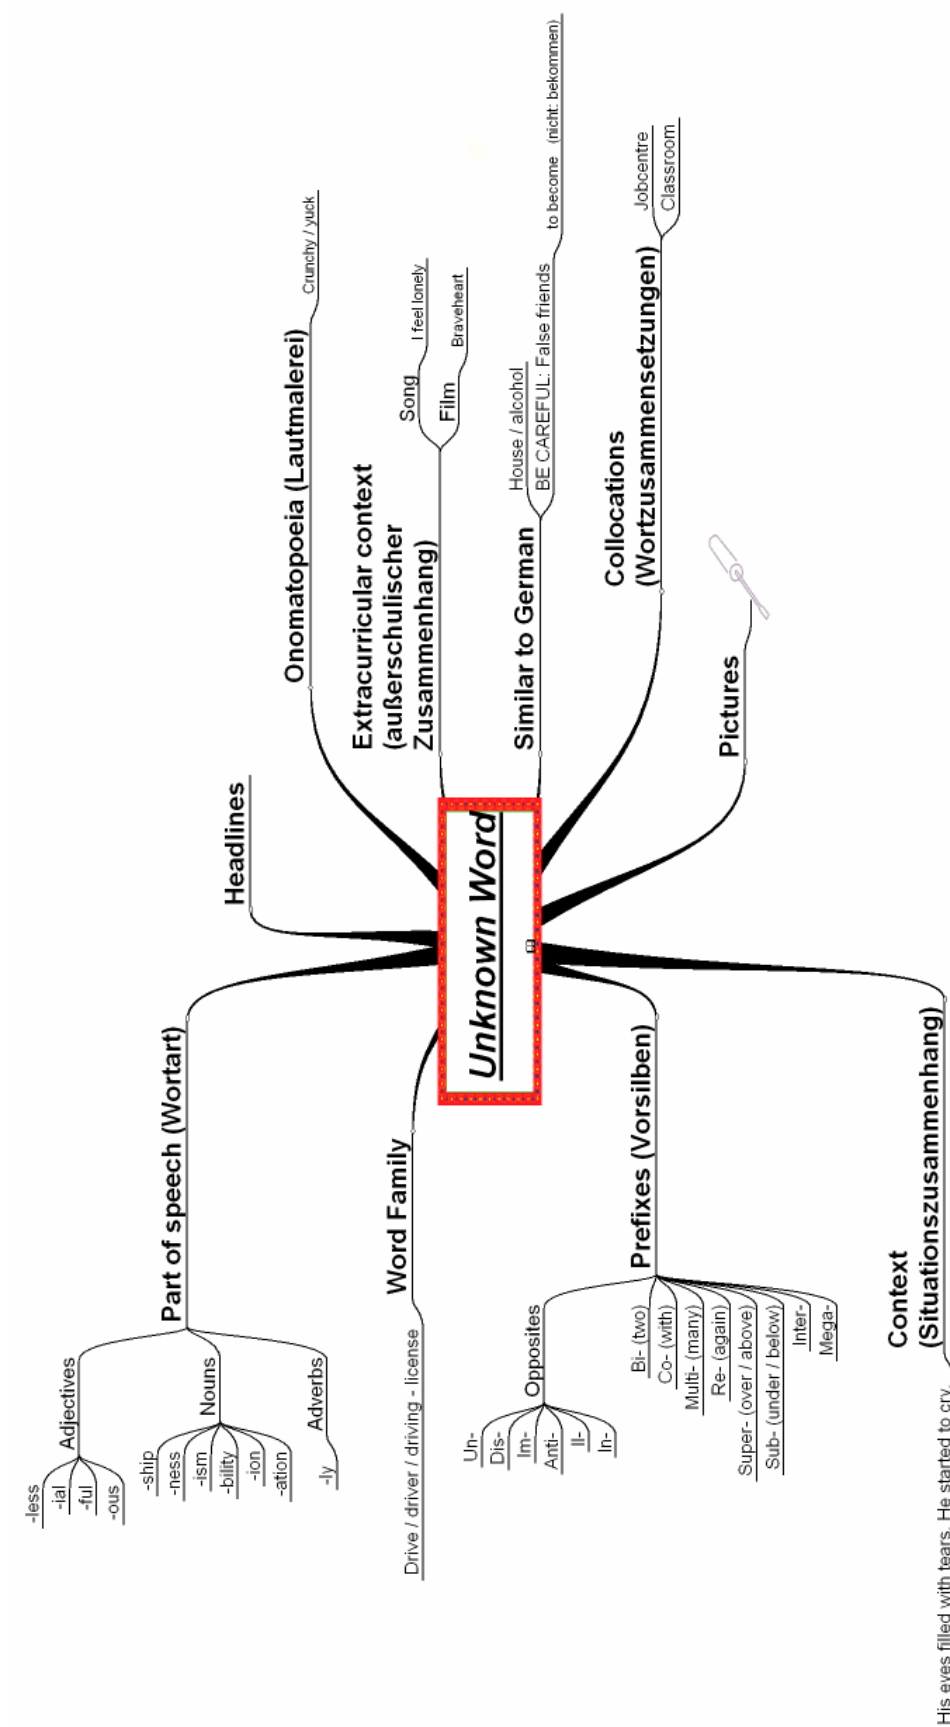 Unknown Word
Headlines
Onomatopoeia (Lautmalerei)
Crunchy / yuck
Extracurricular context
(außerschulischer
Zusammenhang)
Song
I feel lonely
Film
Braveheart
Similar to German
House / alcohol
BE CAREFUL: False friends
to become (nicht: bekommen)
Collocations
(Wortzusammensetzungen)
Jobcentre
Classroom
Pictures
Part of speech (Wortart)
Adjectives
-less
-ial
-ful
-ous
Nouns
-ship
-ness
-ism
-bility
-ion
-ation
Adverbs
-ly
Word Family
Drive / driver / driving - license
Prefixes (Vorsilben)
Opposites
Un-
Dis-
Im-
Anti-
Il-
In-
Bi- (two)
Co- (with)
Multi- (many)
Re- (again)
Super- (over / above)
Sub- (under / below)
Inter-
Mega-
Context
(Situationszusammenhang)
His eyes filled with tears. He started to cry.